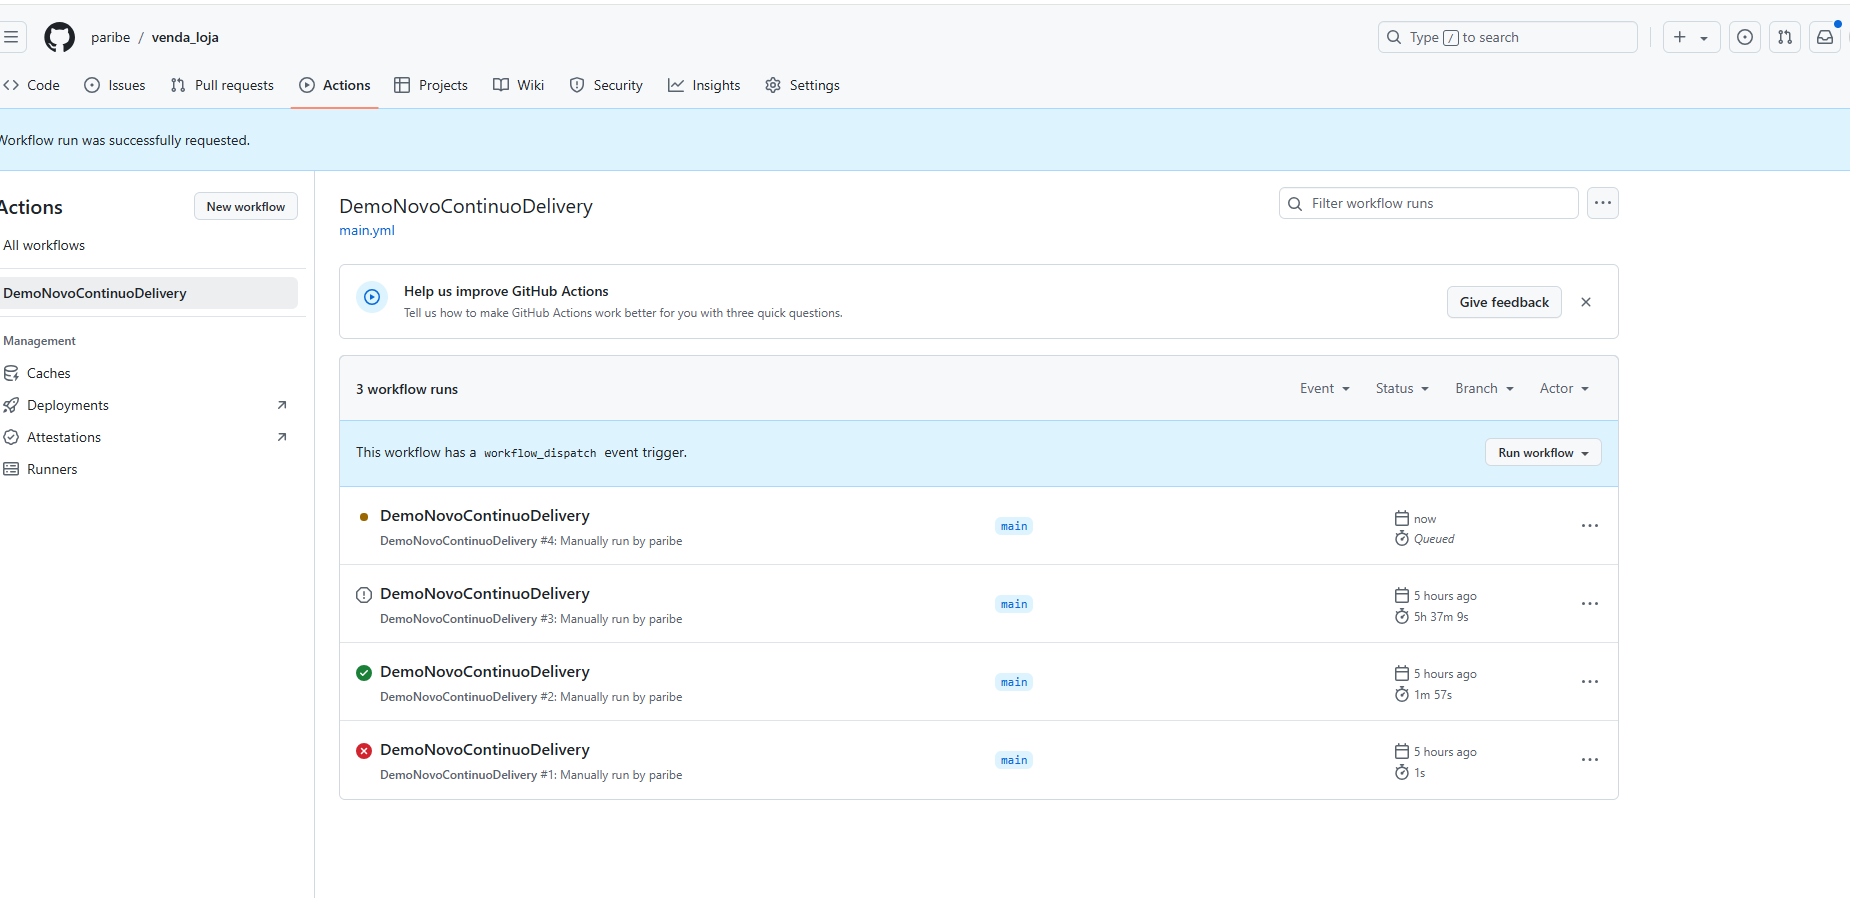 paribe / venda_loja
Type / to search
Code
Issues
Pull requests
Actions
Projects
Wiki
Security
Insights
Settings
Workflow run was successfully requested.
Actions
New workflow
All workflows
DemoNovoContinuoDelivery
Management
Caches
Deployments
Attestations
Runners
DemoNovoContinuoDelivery
main.yml
Filter workflow runs
Help us improve GitHub Actions
Tell us how to make GitHub Actions work better for you with three quick questions.
Give feedback
3 workflow runs
Event
Status
Branch
Actor
This workflow has a workflow_dispatch event trigger.
Run workflow
DemoNovoContinuoDelivery
DemoNovoContinuoDelivery #4: Manually run by paribe
main
now
Queued
DemoNovoContinuoDelivery
DemoNovoContinuoDelivery #3: Manually run by paribe
main
5 hours ago
5h 37m 9s
DemoNovoContinuoDelivery
DemoNovoContinuoDelivery #2: Manually run by paribe
main
5 hours ago
1m 57s
DemoNovoContinuoDelivery
DemoNovoContinuoDelivery #1: Manually run by paribe
main
5 hours ago
1s